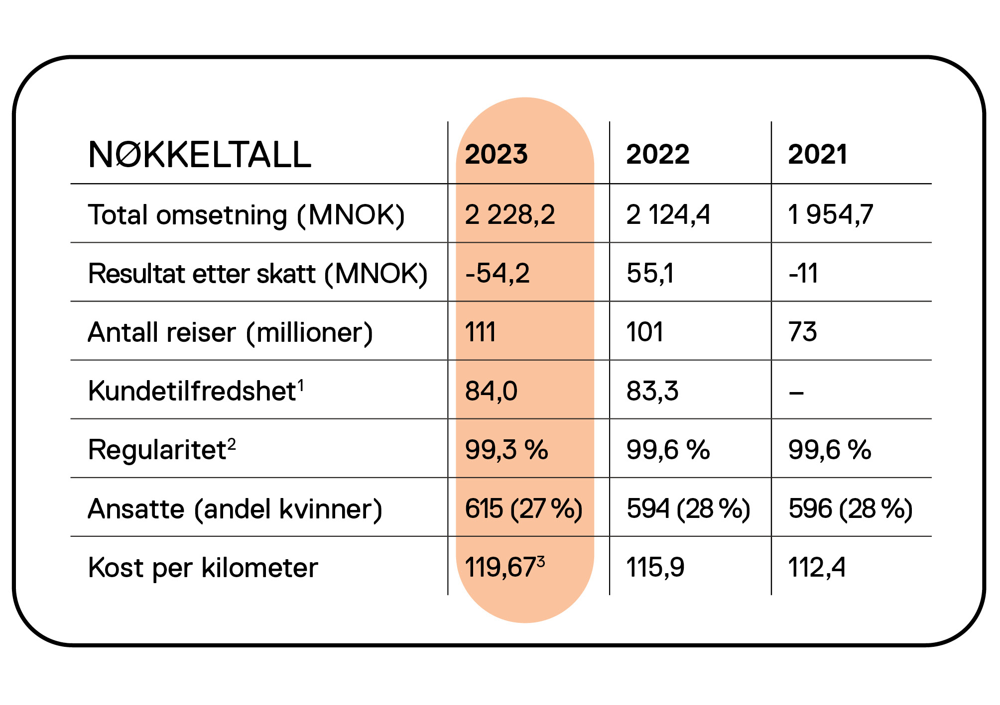 NØKKELTALL 2023 2022 2021
Total omsetning (MNOK) 2 228,2 2 124,4 1 954,7
Resultat etter skatt (MNOK) -54,2 55,1 -11
Antall reiser (millioner) 111 101 73
Kundetilfredshet¹ 84,0 83,3 –
Regularitet² 99,3 % 99,6 % 99,6 %
Ansatte (andel kvinner) 615 (27 %) 594 (28 %) 596 (28 %)
Kost per kilometer 119,67³ 115,9 112,4